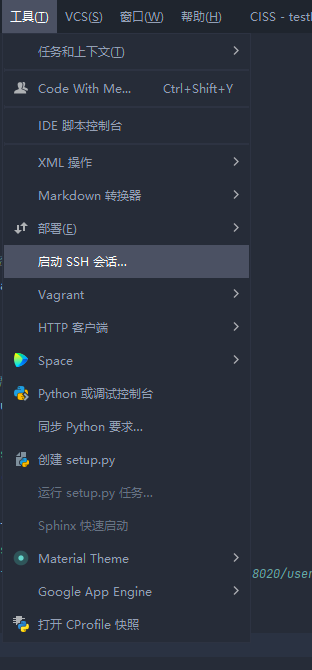 工具(T) VCS(S) 窗口(W) 帮助(H) CISS - test
任务和上下文(T)
Code With Me... Ctrl+Shift+Y
IDE 脚本控制台
XML 操作
Markdown 转换器
部署(E)
启动 SSH 会话...
Vagrant
HTTP 客户端
Space
Python 或调试控制台
同步 Python 要求...
创建 setup.py
运行 setup.py 任务...
Sphinx 快速启动
Material Theme
Google App Engine
8020/user
打开 CProfile 快照